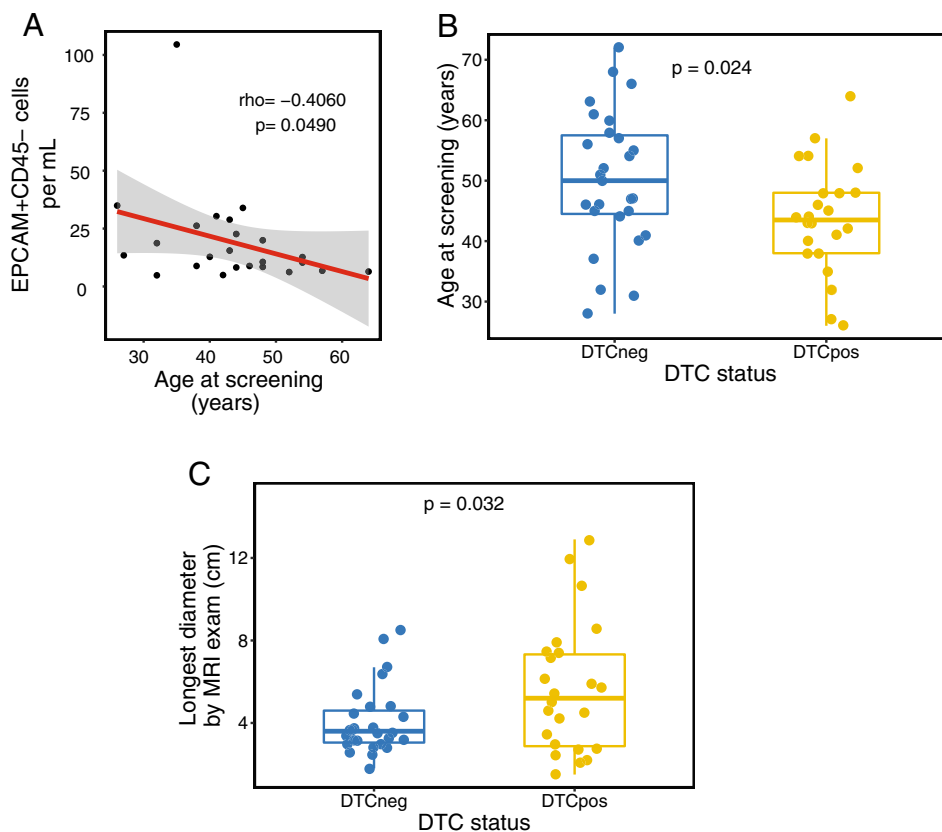 A
EPCAM+CD45− cells
per mL
100
75
50
25
0
rho= −0.4060
p= 0.0490
30
40
50
60
Age at screening
(years)
B
Age at screening (years)
70
60
50
40
30
p = 0.024
DTCneg
DTCpos
DTC status
C
Longest diameter
by MRI exam (cm)
12
8
4
p = 0.032
DTCneg
DTCpos
DTC status